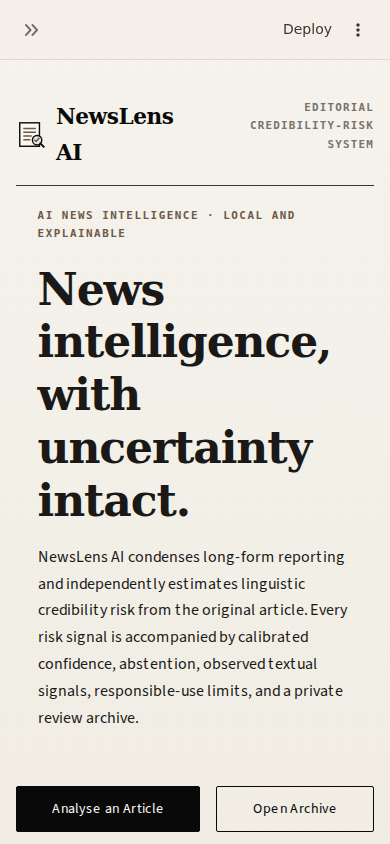 Deploy
NewsLens
AI
EDITORIAL
CREDIBILITY-RISK
SYSTEM
AI NEWS INTELLIGENCE · LOCAL AND
EXPLAINABLE
News
intelligence,
with
uncertainty
intact.
NewsLens AI condenses long-form reporting
and independently estimates linguistic
credibility risk from the original article. Every
risk signal is accompanied by calibrated
confidence, abstention, observed textual
signals, responsible-use limits, and a private
review archive.
Analyse an Article
Open Archive